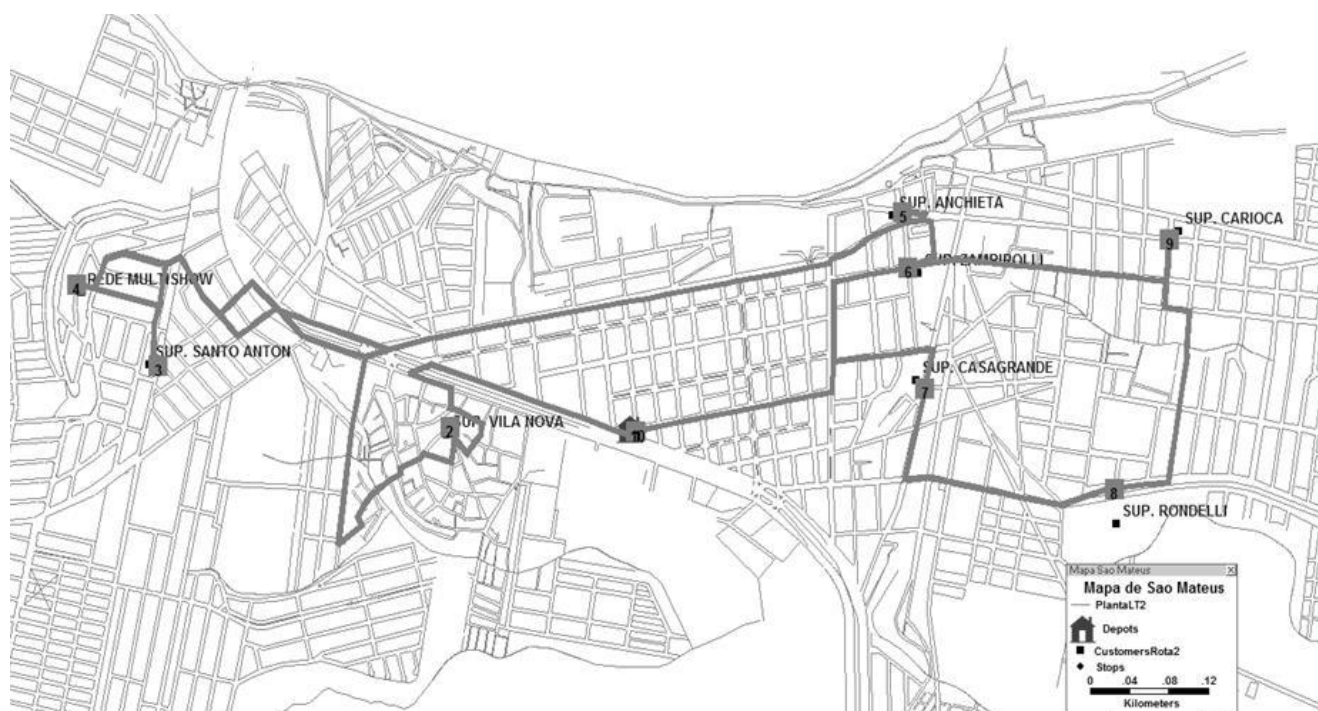 5
SUP. ANCHIETA
SUP. CARIOCA
9
6
SUP. ZAMPIROLLI
4
REDE MULTISHOW
SUP. SANTO ANTON
3
SUP. CASAGRANDE
7
2
SUP. VILA NOVA
10
8
SUP. RONDELLI
Mapa Sao Mateus
Mapa de Sao Mateus
PlantaLT2
Depots
CustomersRota2
Stops
0 .04 .08 .12
Kilometers